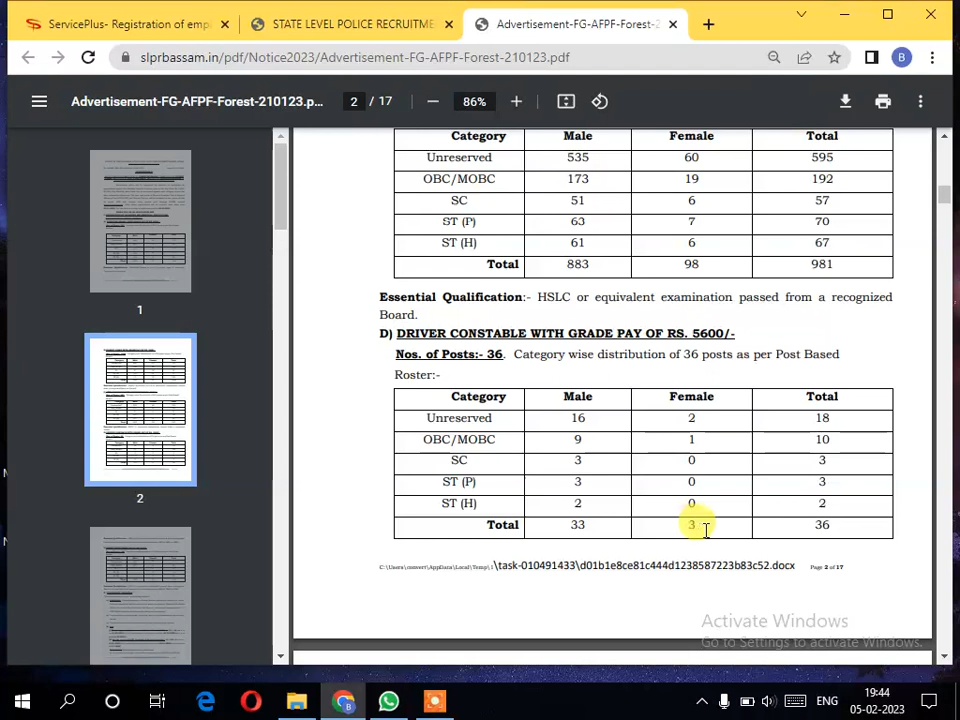 ServicePlus- Registration of emp
STATE LEVEL POLICE RECRUITME
Advertisement-FG-AFPF-Forest-2
slprbassam.in/pdf/Notice2023/Advertisement-FG-AFPF-Forest-210123.pdf
B
Advertisement-FG-AFPF-Forest-210123.p...
2 / 17
86%
1
2
Category Male Female Total
Unreserved 535 60 595
OBC/MOBC 173 19 192
SC 51 6 57
ST (P) 63 7 70
ST (H) 61 6 67
Total 883 98 981
Essential Qualification:- HSLC or equivalent examination passed from a recognized
Board.
D) DRIVER CONSTABLE WITH GRADE PAY OF RS. 5600/-
Nos. of Posts:- 36. Category wise distribution of 36 posts as per Post Based
Roster:-
Category Male Female Total
Unreserved 16 2 18
OBC/MOBC 9 1 10
SC 3 0 3
ST (P) 3 0 3
ST (H) 2 0 2
Total 33 3 36
\task-010491433\d01b1e8ce81c444d1238587223b83c52.docx Page 2 of 17
Activate Windows
Go to Settings to activate Windows.
ENG
19:44
05-02-2023